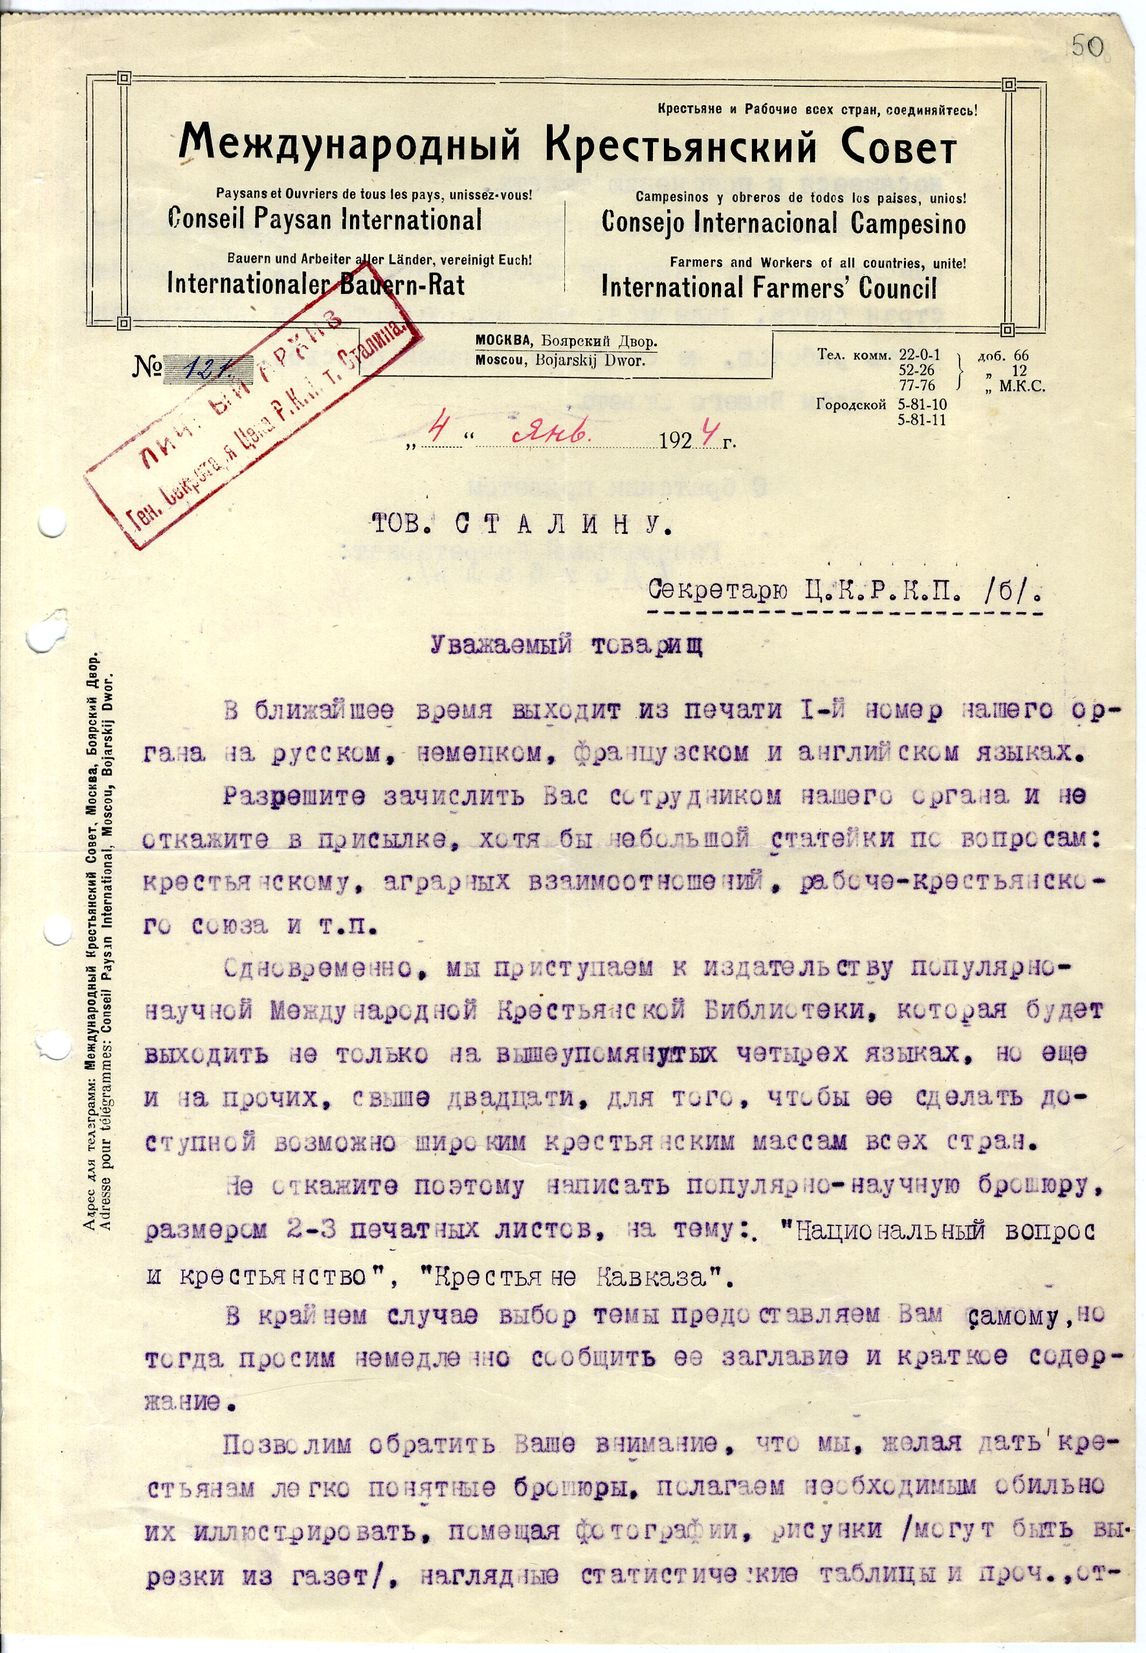 50
Крестьяне и Рабочие всех стран, соединяйтесь!
Международный Крестьянский Совет
Paysans et Ouvriers de tous les pays, unissez-vous!
Conseil Paysan International
Bauern und Arbeiter aller Länder, vereinigt Euch!
Internationaler Bauern-Rat
Campesinos y obreros de todos los paises, unios!
Consejo Internacional Campesino
Farmers and Workers of all countries, unite!
International Farmers' Council
МОСКВА, Боярский Двор.
Moscou, Bojarskij Dwor.
Тел. комм. 22-0-1 } доб. 66
52-26 „ 12
77-76 „ М.К.С.
Городской 5-81-10
5-81-11
№ 121.
ЛИЧНЫЙ АРХИВ
Ген. Секретаря Цека Р.К.П. т. Сталина.
„ 4 “ Янв. 1924 г.
ТОВ. СТАЛИНУ.
Секретарю Ц.К.Р.К.П. /б/.
Уважаемый товарищ
В ближайшее время выходит из печати I-й номер нашего ор-
гана на русском, немецком, французском и английском языках.
Разрешите зачислить Вас сотрудником нашего органа и не
откажите в присылке, хотя бы небольшой статейки по вопросам:
крестьянскому, аграрных взаимоотношений, рабоче-крестьянско-
го союза и т.п.
Одновременно, мы приступаем к издательству популярно-
научной Международной Крестьянской Библиотеки, которая будет
выходить не только на вышеупомянутых четырех языках, но еще
и на прочих, свыше двадцати, для того, чтобы ее сделать до-
ступной возможно широким крестьянским массам всех стран.
Не откажите поэтому написать популярно-научную брошюру,
размером 2-3 печатных листов, на тему:. "Национальный вопрос
и крестьянство", "Крестьяне Кавказа".
В крайнем случае выбор темы предоставляем Вам самому,но
тогда просим немедленно сообщить ее заглавие и краткое содер-
жание.
Позволим обратить Ваше внимание, что мы, желая дать кре-
стьянам легко понятные брошюры, полагаем необходимым обильно
их иллюстрировать, помещая фотографии, рисунки /могут быть вы-
резки из газет/, наглядные статистические таблицы и проч.,от-
Адрес для телеграмм: Международный Крестьянский Совет, Москва, Боярский Двор.
Adresse pour télégrammes: Conseil Paysan International, Moscou, Bojarskij Dwor.